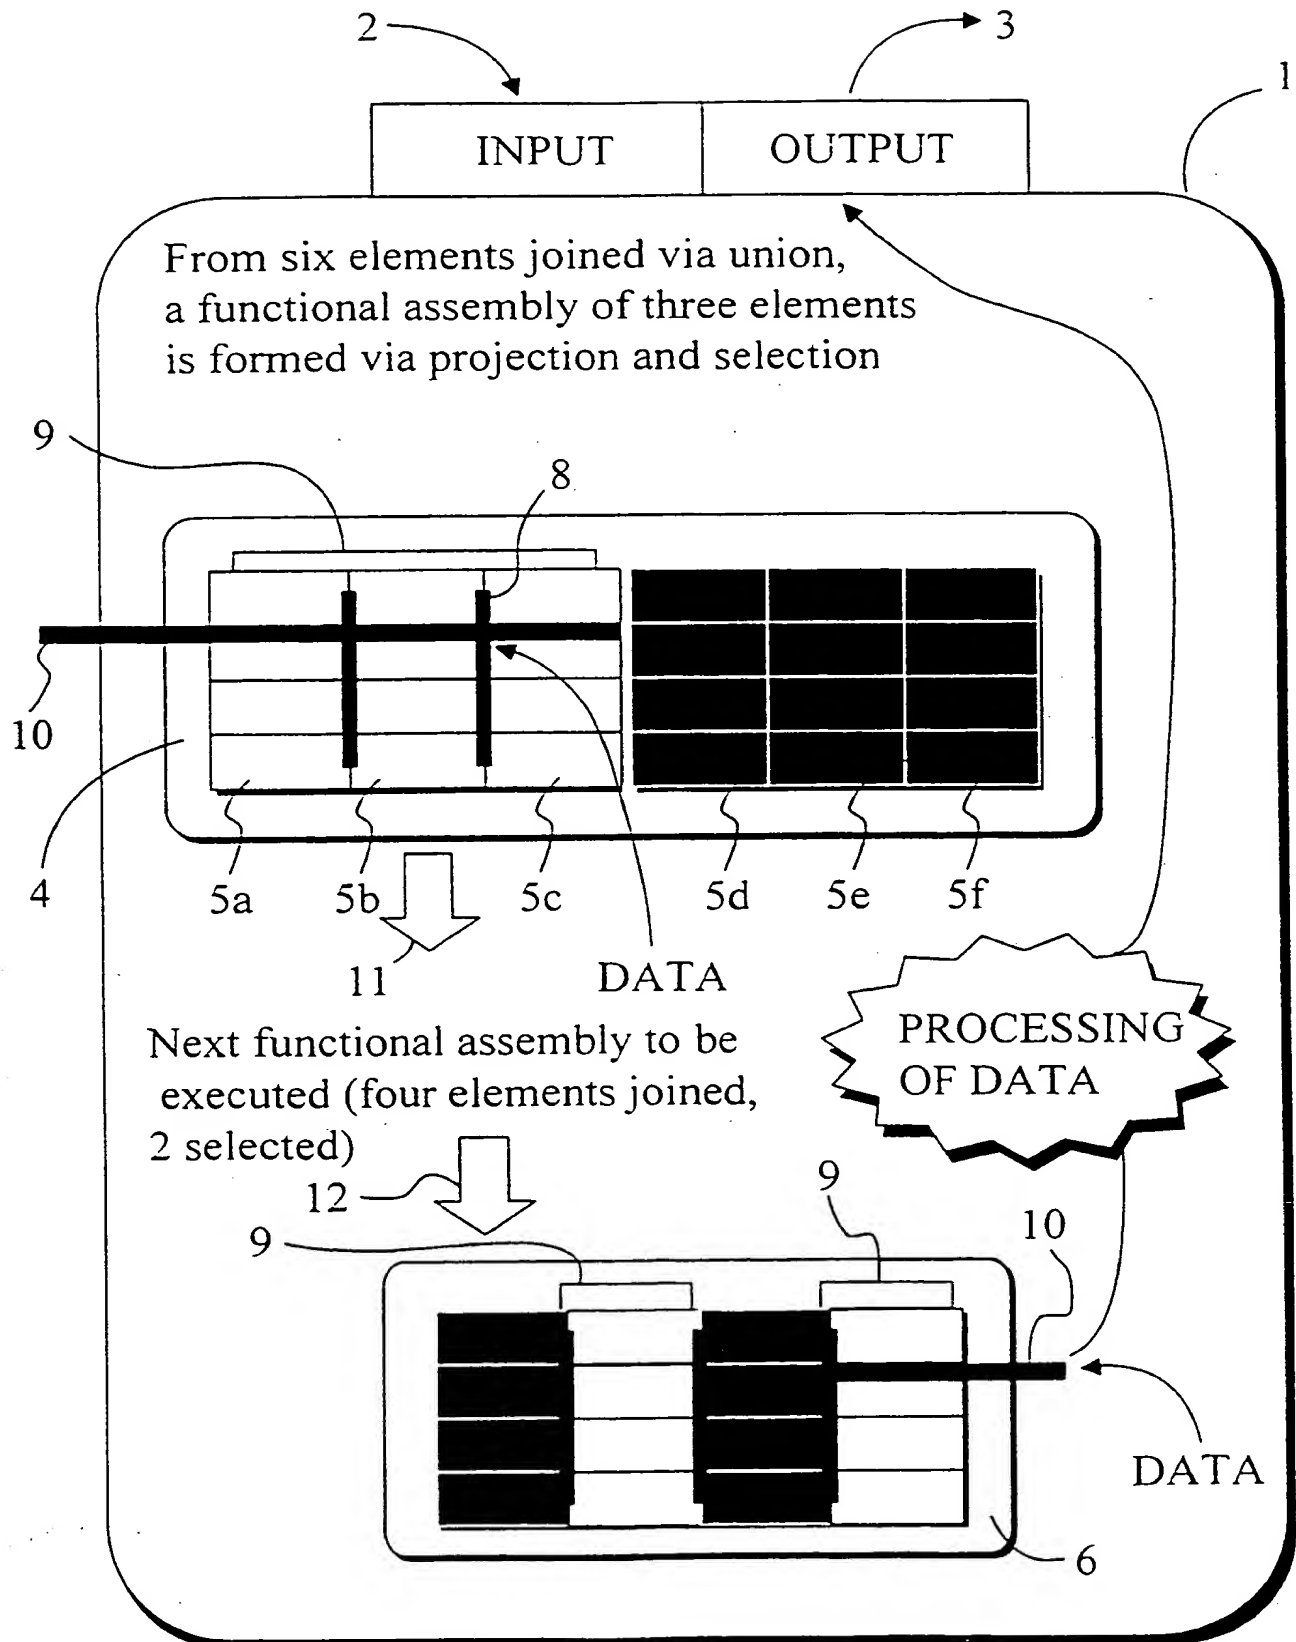 2
3
1
INPUT
OUTPUT
From six elements joined via union,
a functional assembly of three elements
is formed via projection and selection
9
8
10
4
5a
5b
5c
5d
5e
5f
11
DATA
PROCESSING
OF DATA
Next functional assembly to be
executed (four elements joined,
2 selected)
12
9
9
10
DATA
6